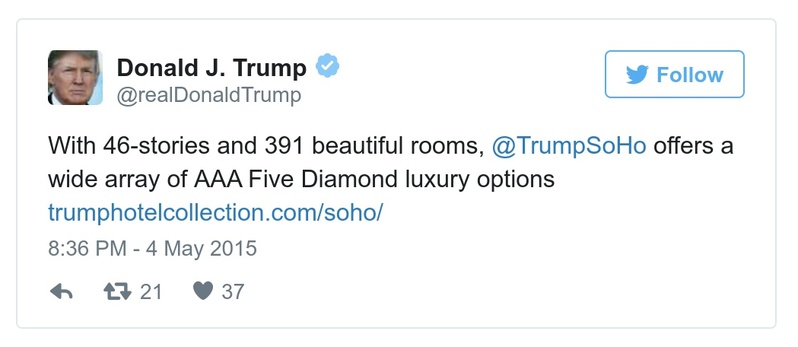 Donald J. Trump
@realDonaldTrump
Follow
With 46-stories and 391 beautiful rooms, @TrumpSoHo offers a
wide array of AAA Five Diamond luxury options
trumphotelcollection.com/soho/
8:36 PM - 4 May 2015
21 37